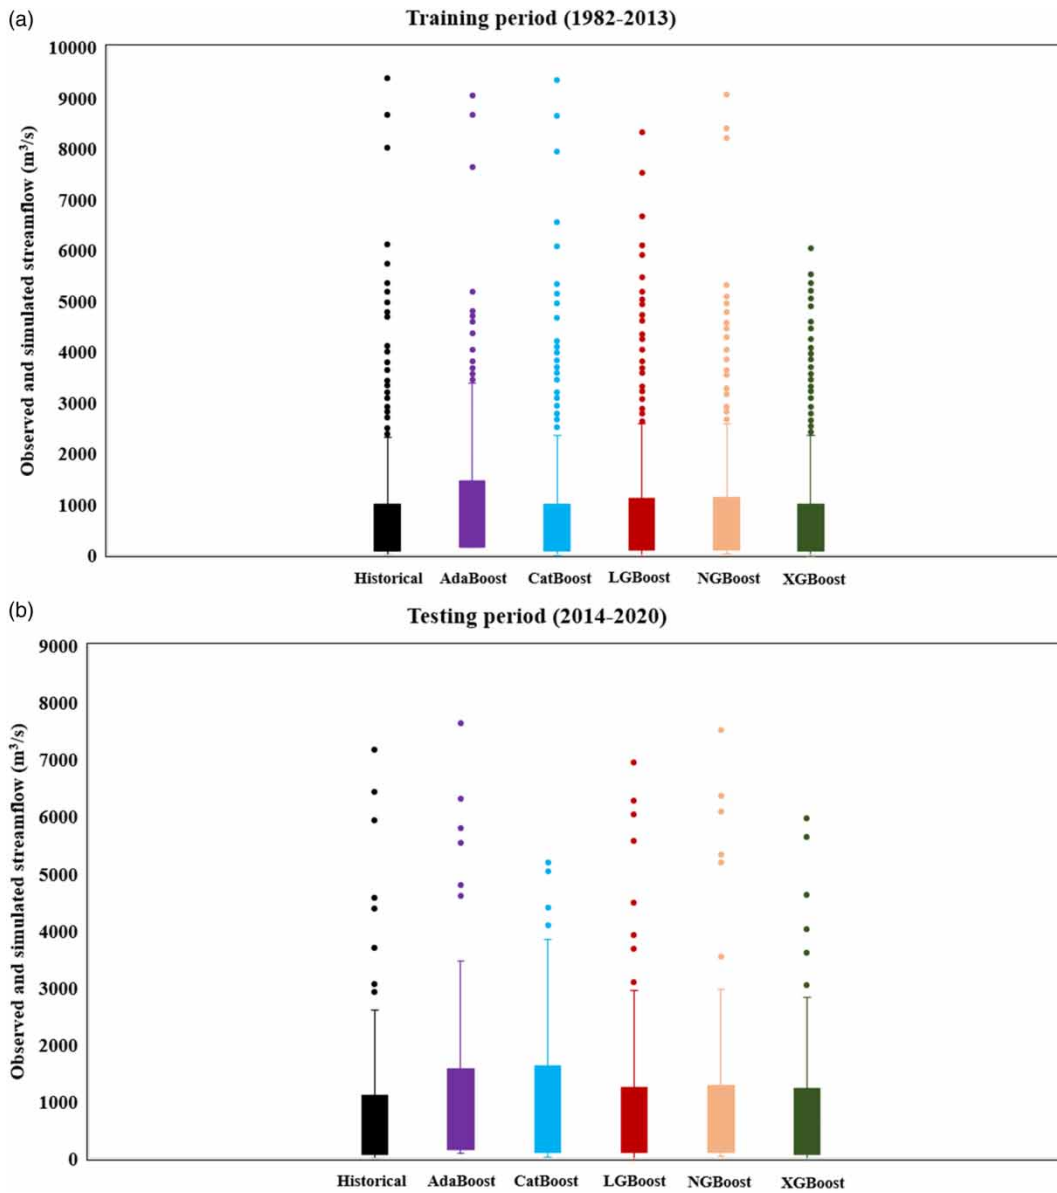 (a)
Training period (1982-2013)
Observed and simulated streamflow (m³/s)
10000
9000
8000
7000
6000
5000
4000
3000
2000
1000
0
Historical AdaBoost CatBoost LGBoost NGBoost XGBoost
(b)
Testing period (2014-2020)
Observed and simulated streamflow (m³/s)
9000
8000
7000
6000
5000
4000
3000
2000
1000
0
Historical AdaBoost CatBoost LGBoost NGBoost XGBoost